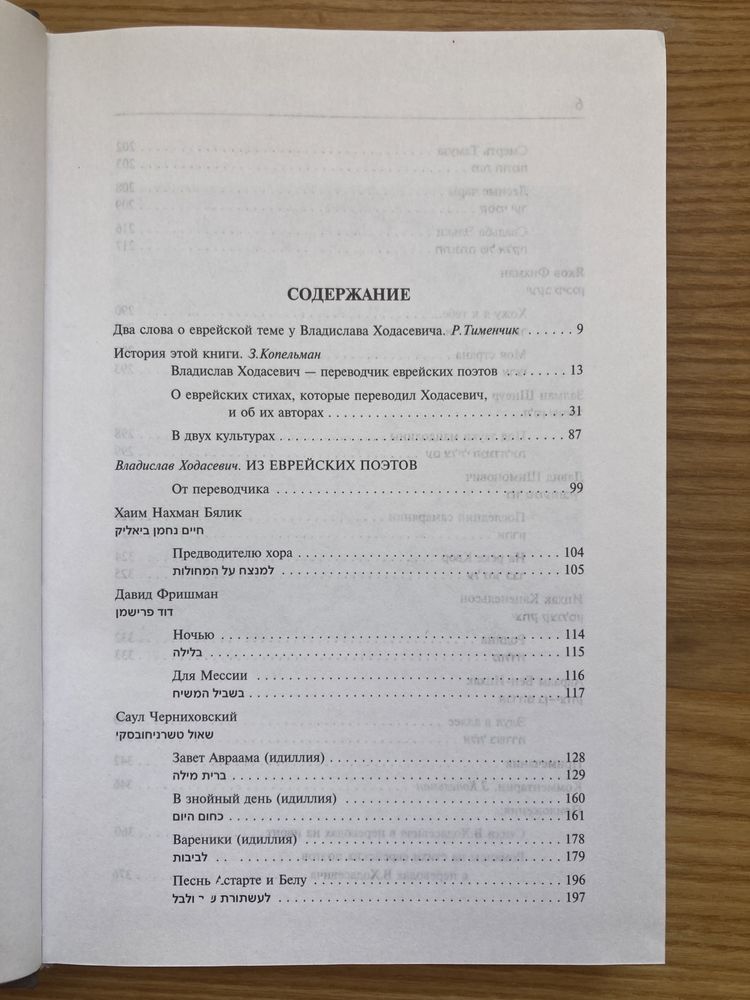 СОДЕРЖАНИЕ
Два слова о еврейской теме у Владислава Ходасевича. Р.Тименчик ...... 9
История этой книги. З.Копельман
Владислав Ходасевич — переводчик еврейских поэтов ........ 13
О еврейских стихах, которые переводил Ходасевич,
и об их авторах ........ 31
В двух культурах ........ 87
Владислав Ходасевич. ИЗ ЕВРЕЙСКИХ ПОЭТОВ
От переводчика ........ 99
Хаим Нахман Бялик
חיים נחמן ביאליק
Предводителю хора ........ 104
למנצח על המחולות ........ 105
Давид Фришман
דוד פרישמן
Ночью ........ 114
בלילה ........ 115
Для Мессии ........ 116
בשביל המשיח ........ 117
Саул Черниховский
שאול טשרניחובסקי
Завет Авраама (идиллия) ........ 128
ברית מילה ........ 129
В знойный день (идиллия) ........ 160
כחום היום ........ 161
Вареники (идиллия) ........ 178
לביבות ........ 179
Песнь Астарте и Белу ........ 196
לעשתורת ולבל ........ 197